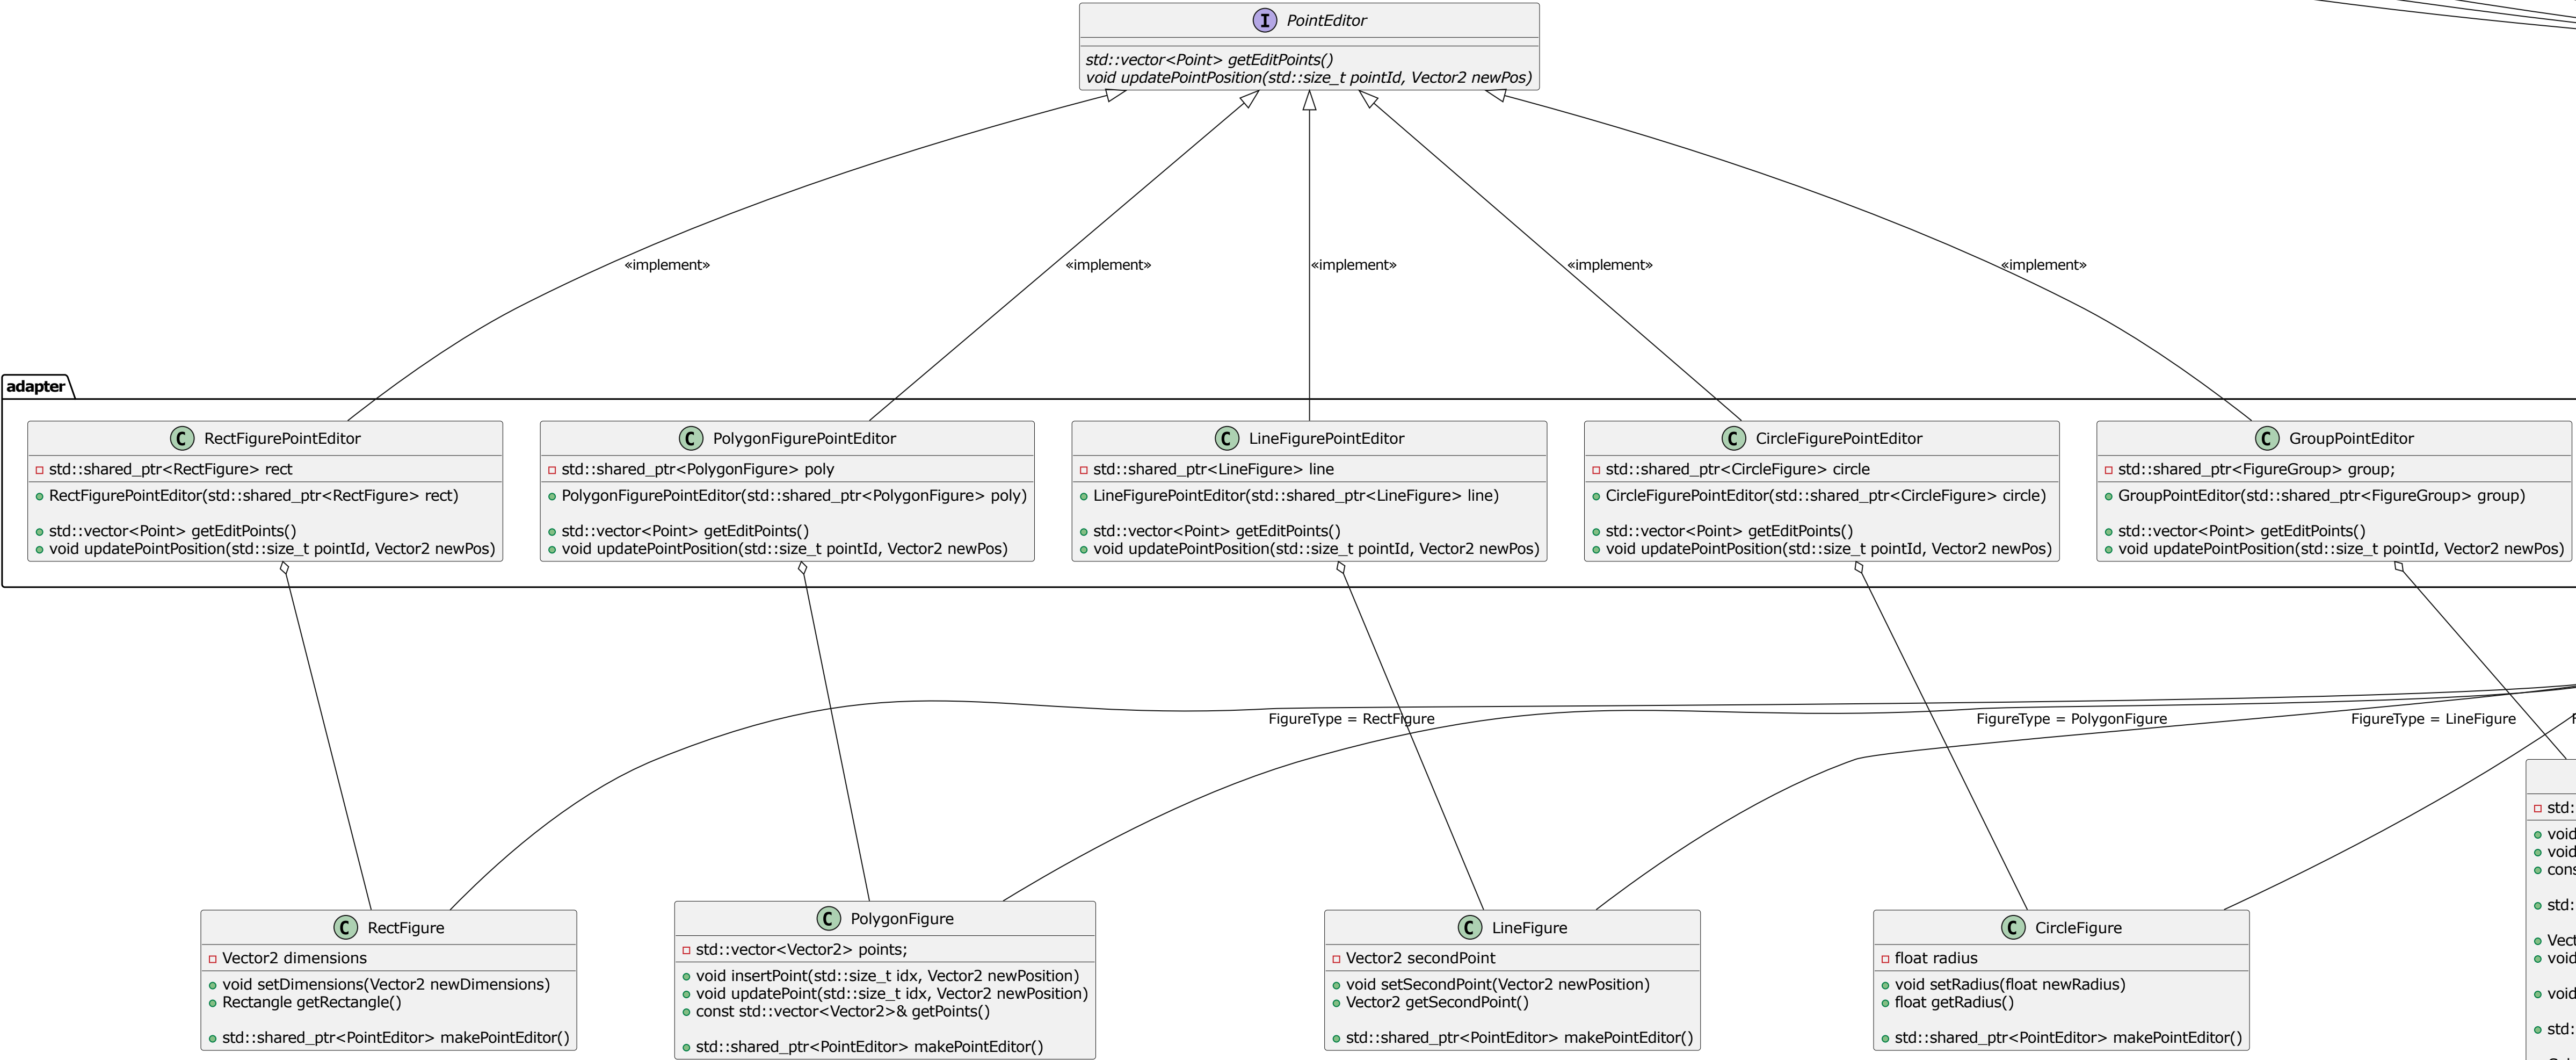 I PointEditor
std::vector<Point> getEditPoints()
void updatePointPosition(std::size_t pointId, Vector2 newPos)
«implement»
«implement»
«implement»
«implement»
«implement»
adapter
C RectFigurePointEditor
std::shared_ptr<RectFigure> rect
RectFigurePointEditor(std::shared_ptr<RectFigure> rect)
std::vector<Point> getEditPoints()
void updatePointPosition(std::size_t pointId, Vector2 newPos)
C PolygonFigurePointEditor
std::shared_ptr<PolygonFigure> poly
PolygonFigurePointEditor(std::shared_ptr<PolygonFigure> poly)
std::vector<Point> getEditPoints()
void updatePointPosition(std::size_t pointId, Vector2 newPos)
C LineFigurePointEditor
std::shared_ptr<LineFigure> line
LineFigurePointEditor(std::shared_ptr<LineFigure> line)
std::vector<Point> getEditPoints()
void updatePointPosition(std::size_t pointId, Vector2 newPos)
C CircleFigurePointEditor
std::shared_ptr<CircleFigure> circle
CircleFigurePointEditor(std::shared_ptr<CircleFigure> circle)
std::vector<Point> getEditPoints()
void updatePointPosition(std::size_t pointId, Vector2 newPos)
C GroupPointEditor
std::shared_ptr<FigureGroup> group;
GroupPointEditor(std::shared_ptr<FigureGroup> group)
std::vector<Point> getEditPoints()
void updatePointPosition(std::size_t pointId, Vector2 newPos)
FigureType = RectFigure
FigureType = PolygonFigure
FigureType = LineFigure
C RectFigure
Vector2 dimensions
void setDimensions(Vector2 newDimensions)
Rectangle getRectangle()
std::shared_ptr<PointEditor> makePointEditor()
C PolygonFigure
std::vector<Vector2> points;
void insertPoint(std::size_t idx, Vector2 newPosition)
void updatePoint(std::size_t idx, Vector2 newPosition)
const std::vector<Vector2>& getPoints()
std::shared_ptr<PointEditor> makePointEditor()
C LineFigure
Vector2 secondPoint
void setSecondPoint(Vector2 newPosition)
Vector2 getSecondPoint()
std::shared_ptr<PointEditor> makePointEditor()
C CircleFigure
float radius
void setRadius(float newRadius)
float getRadius()
std::shared_ptr<PointEditor> makePointEditor()
std:
void
void
cons
std:
Vect
void
void
std: